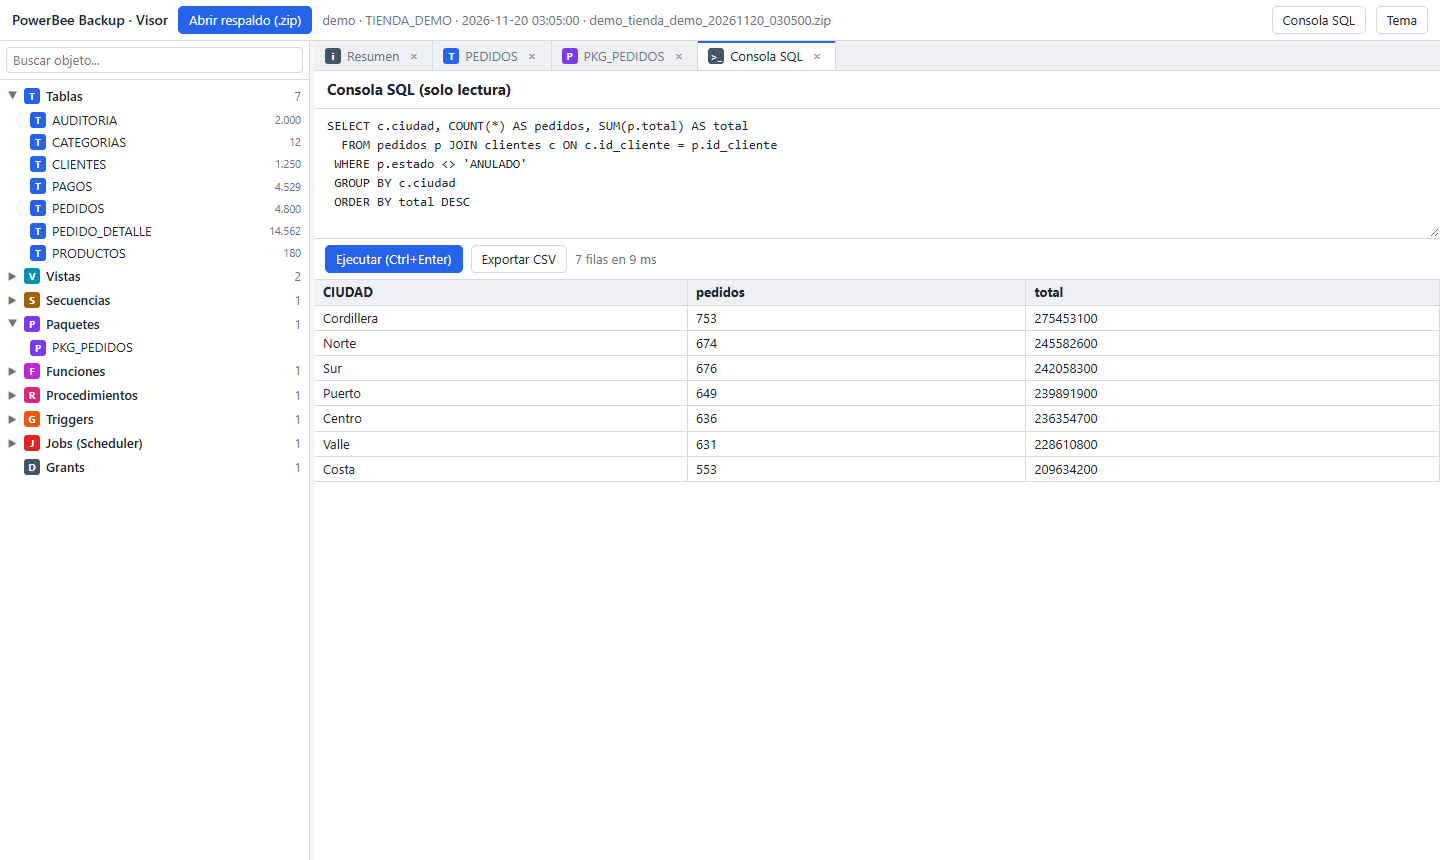 PowerBee Backup · Visor Abrir respaldo (.zip) demo · TIENDA_DEMO · 2026-11-20 03:05:00 · demo_tienda_demo_20261120_030500.zip Consola SQL Tema
Buscar objeto...
T Tablas 7
T AUDITORIA 2.000
T CATEGORIAS 12
T CLIENTES 1.250
T PAGOS 4.529
T PEDIDOS 4.800
T PEDIDO_DETALLE 14.562
T PRODUCTOS 180
V Vistas 2
S Secuencias 1
P Paquetes 1
P PKG_PEDIDOS
F Funciones 1
R Procedimientos 1
G Triggers 1
J Jobs (Scheduler) 1
D Grants 1
i Resumen × T PEDIDOS × P PKG_PEDIDOS × >_ Consola SQL ×
Consola SQL (solo lectura)
SELECT c.ciudad, COUNT(*) AS pedidos, SUM(p.total) AS total
FROM pedidos p JOIN clientes c ON c.id_cliente = p.id_cliente
WHERE p.estado <> 'ANULADO'
GROUP BY c.ciudad
ORDER BY total DESC
Ejecutar (Ctrl+Enter) Exportar CSV 7 filas en 9 ms
CIUDAD pedidos total
Cordillera 753 275453100
Norte 674 245582600
Sur 676 242058300
Puerto 649 239891900
Centro 636 236354700
Valle 631 228610800
Costa 553 209634200